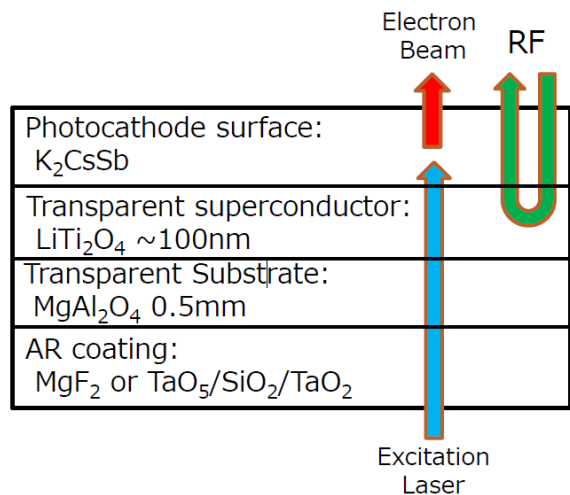 Electron
Beam
RF
Photocathode surface:
K₂CsSb
Transparent superconductor:
LiTi₂O₄ ~100nm
Transparent Substrate:
MgAl₂O₄ 0.5mm
AR coating:
MgF₂ or TaO₅/SiO₂/TaO₂
Excitation
Laser